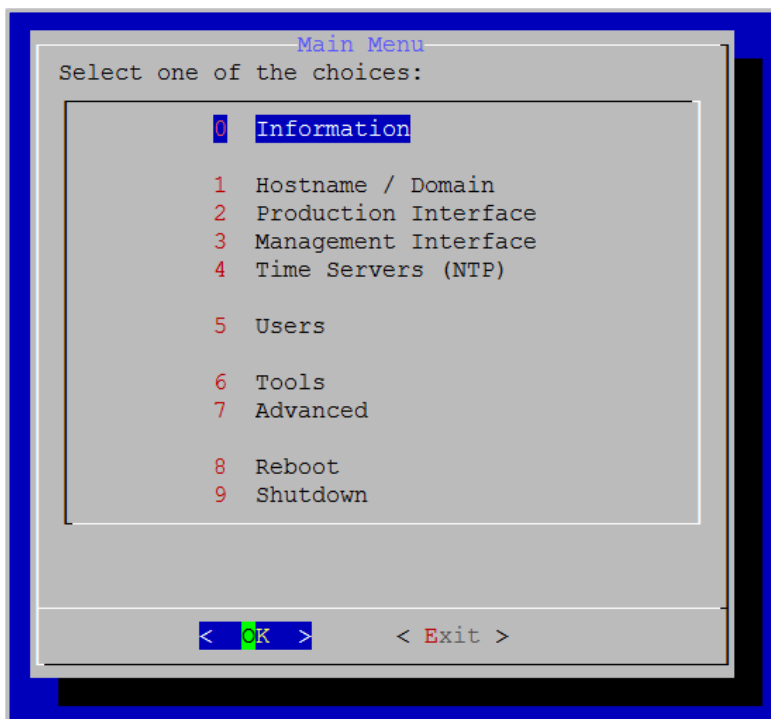 Main Menu
Select one of the choices:
0 Information
1 Hostname / Domain
2 Production Interface
3 Management Interface
4 Time Servers (NTP)
5 Users
6 Tools
7 Advanced
8 Reboot
9 Shutdown
< OK > < Exit >